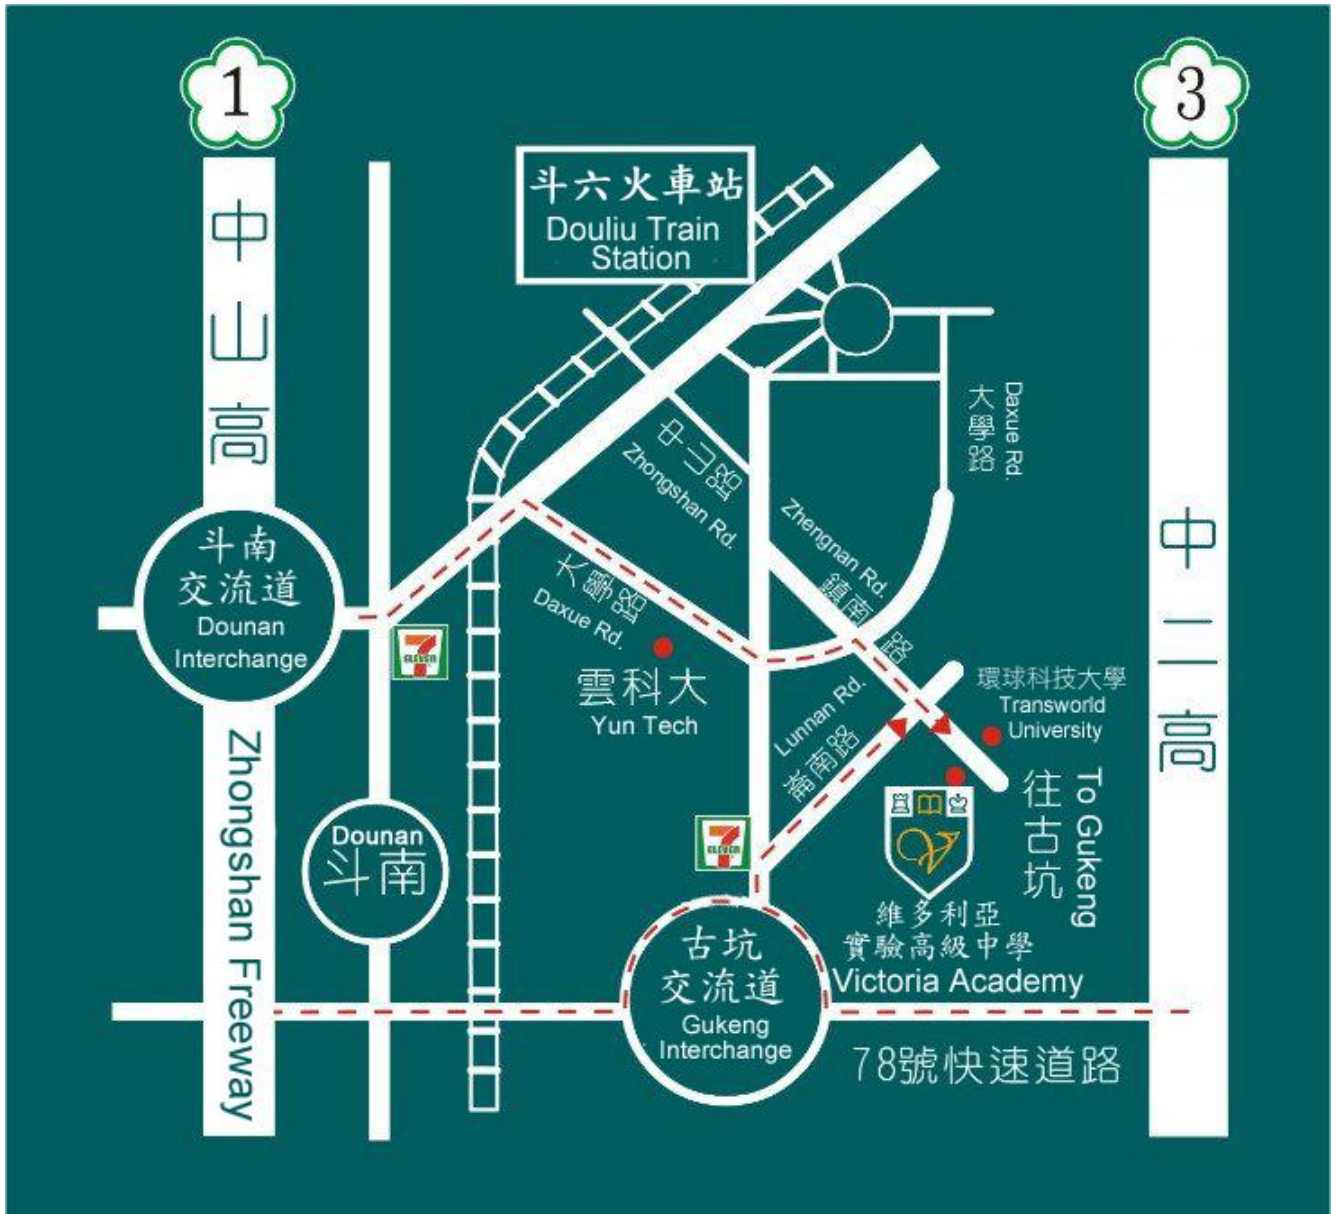 1
3
中山高
Zhongshan Freeway
斗六火車站
Douliu Train
Station
大學路
Daxue Rd.
中山路
Zhongshan Rd.
Zhengnan Rd.
鎮南路
斗南
交流道
Dounan
Interchange
大學路
Daxue Rd.
7
ELEVEN
雲科大
Yun Tech
Lunnan Rd.
崙南路
環球科技大學
Transworld
University
中二高
往古坑
To Gukeng
Dounan
斗南
7
ELEVEN
維多利亞
實驗高級中學
Victoria Academy
古坑
交流道
Gukeng
Interchange
78號快速道路